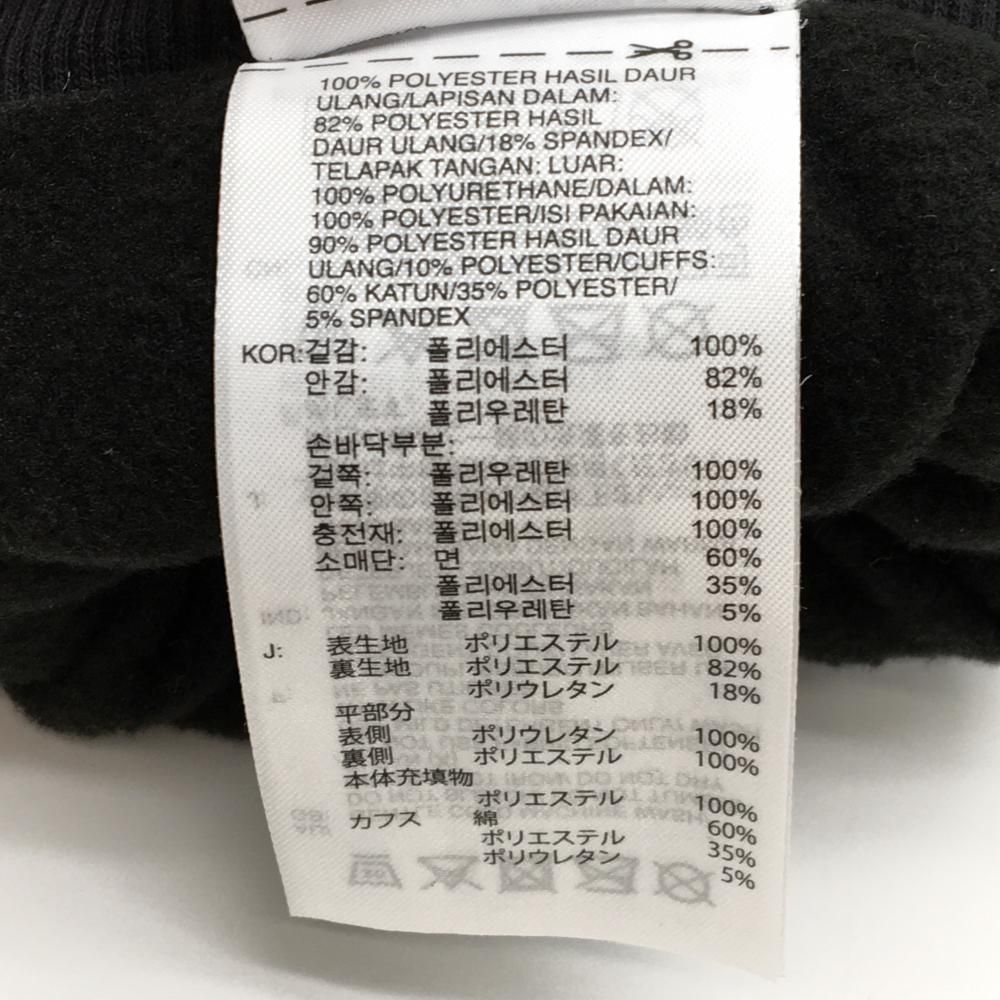 100% POLYESTER HASIL DAUR
ULANG/LAPISAN DALAM:
82% POLYESTER HASIL
DAUR ULANG/18% SPANDEX/
TELAPAK TANGAN: LUAR:
100% POLYURETHANE/DALAM:
100% POLYESTER/ISI PAKAIAN:
90% POLYESTER HASIL DAUR
ULANG/10% POLYESTER/CUFFS:
60% KATUN/35% POLYESTER/
5% SPANDEX
KOR:겉감: 폴리에스터 100%
안감: 폴리에스터 82%
폴리우레탄 18%
손바닥부분:
겉쪽: 폴리우레탄 100%
안쪽: 폴리에스터 100%
충전재: 폴리에스터 100%
소매단: 면 60%
폴리에스터 35%
폴리우레탄 5%
J: 表生地 ポリエステル 100%
裏生地 ポリエステル 82%
ポリウレタン 18%
平部分
表側 ポリウレタン 100%
裏側 ポリエステル 100%
本体充填物
ポリエステル 100%
カフス 綿 60%
ポリエステル 35%
ポリウレタン 5%